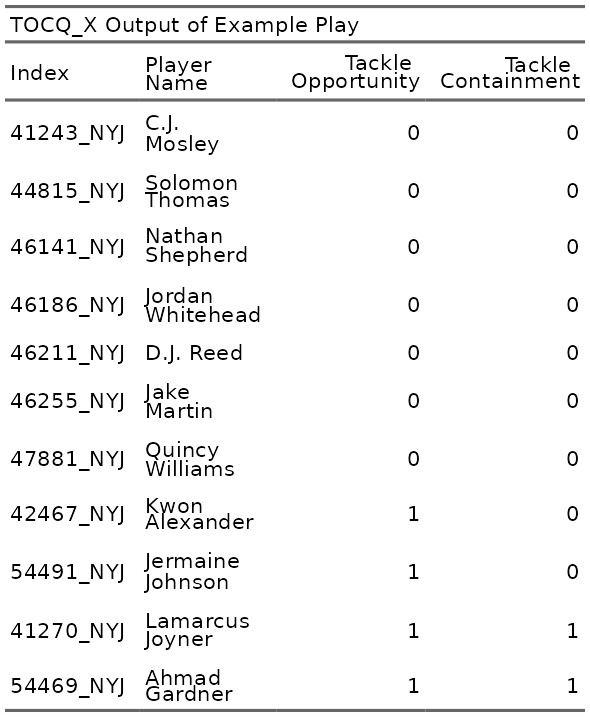 TOCQ_X Output of Example Play
Index Player Name Tackle Opportunity Tackle Containment
41243_NYJ C.J. Mosley 0 0
44815_NYJ Solomon Thomas 0 0
46141_NYJ Nathan Shepherd 0 0
46186_NYJ Jordan Whitehead 0 0
46211_NYJ D.J. Reed 0 0
46255_NYJ Jake Martin 0 0
47881_NYJ Quincy Williams 0 0
42467_NYJ Kwon Alexander 1 0
54491_NYJ Jermaine Johnson 1 0
41270_NYJ Lamarcus Joyner 1 1
54469_NYJ Ahmad Gardner 1 1